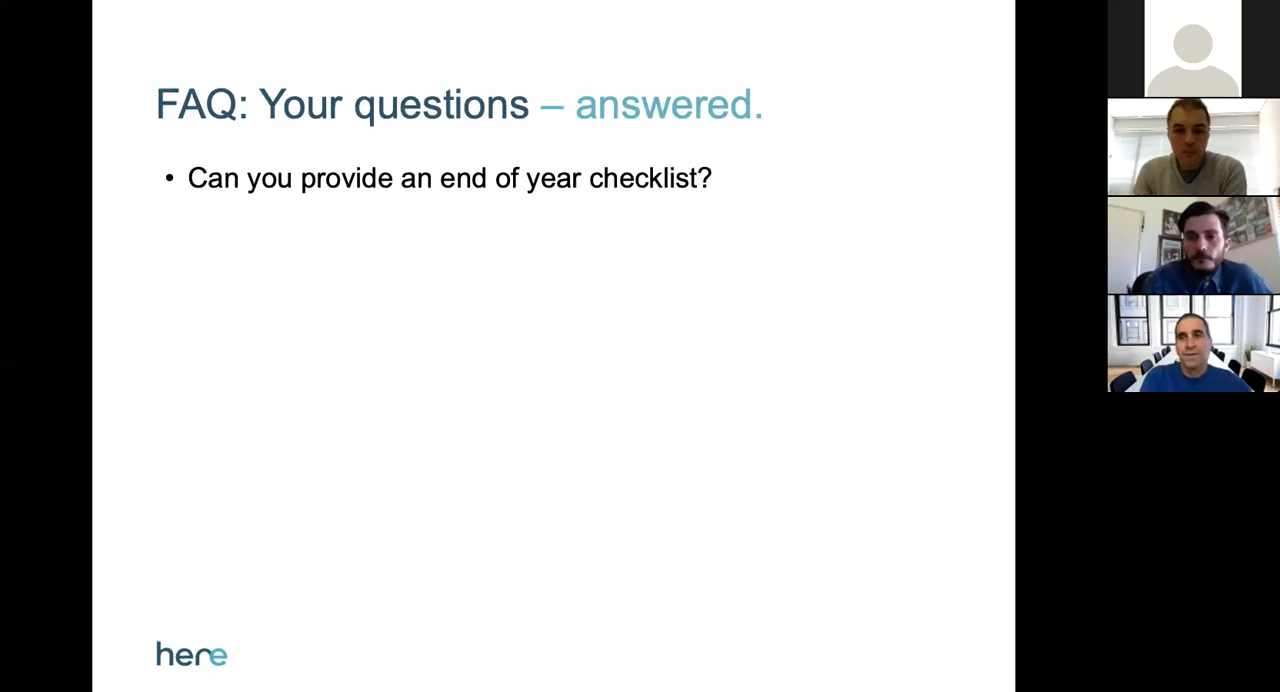 FAQ: Your questions – answered.
• Can you provide an end of year checklist?
here